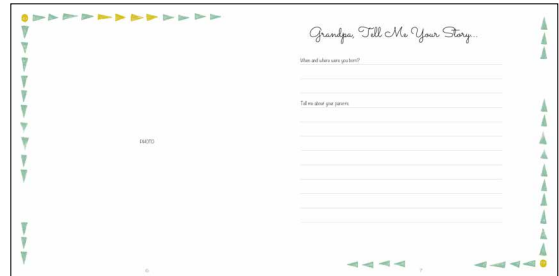 PHOTO
Grandpa, Tell Me Your Story...
When and where were you born?
Tell me about your parents